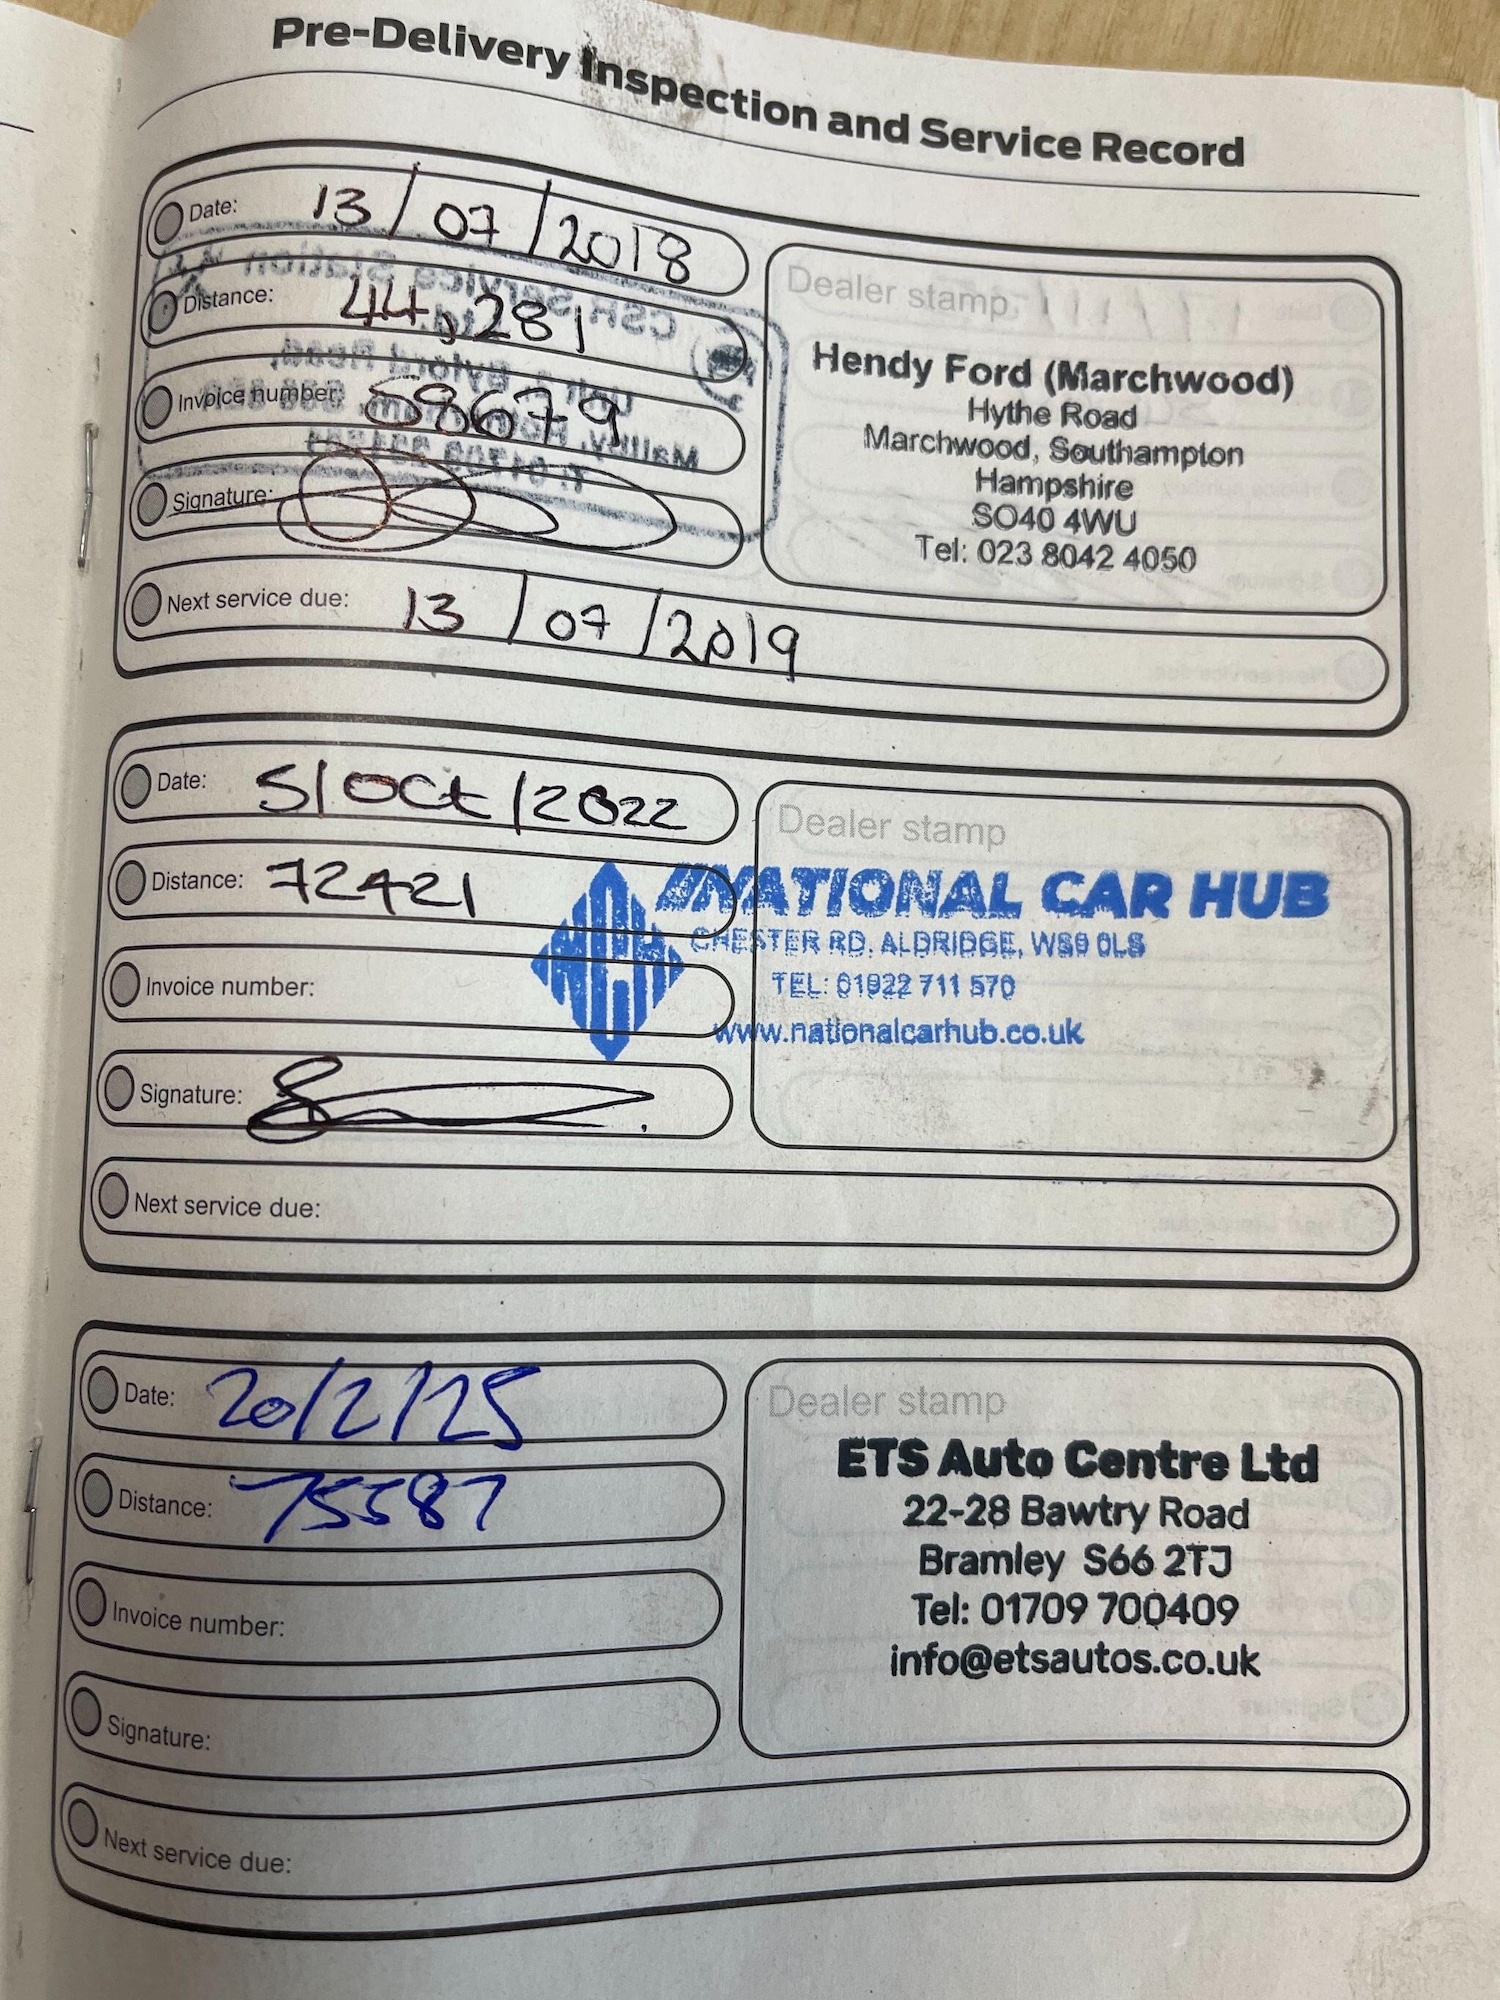 Pre-Delivery Inspection and Service Record
Date: 13/07/2018
Distance: 44,281
Invoice number: 58679
Signature:
Next service due: 13/07/2019
Dealer stamp
Hendy Ford (Marchwood)
Hythe Road
Marchwood, Southampton
Hampshire
SO40 4WU
Tel: 023 8042 4050
Date: 5/Oct/2022
Distance: 72421
Invoice number:
Signature:
Next service due:
Dealer stamp
NATIONAL CAR HUB
NCH
CHESTER RD, ALDRIDGE, WS9 0LS
TEL: 01922 711 570
www.nationalcarhub.co.uk
Date: 20/2/25
Distance: 75587
Invoice number:
Signature:
Next service due:
Dealer stamp
ETS Auto Centre Ltd
22-28 Bawtry Road
Bramley S66 2TJ
Tel: 01709 700409
info@etsautos.co.uk